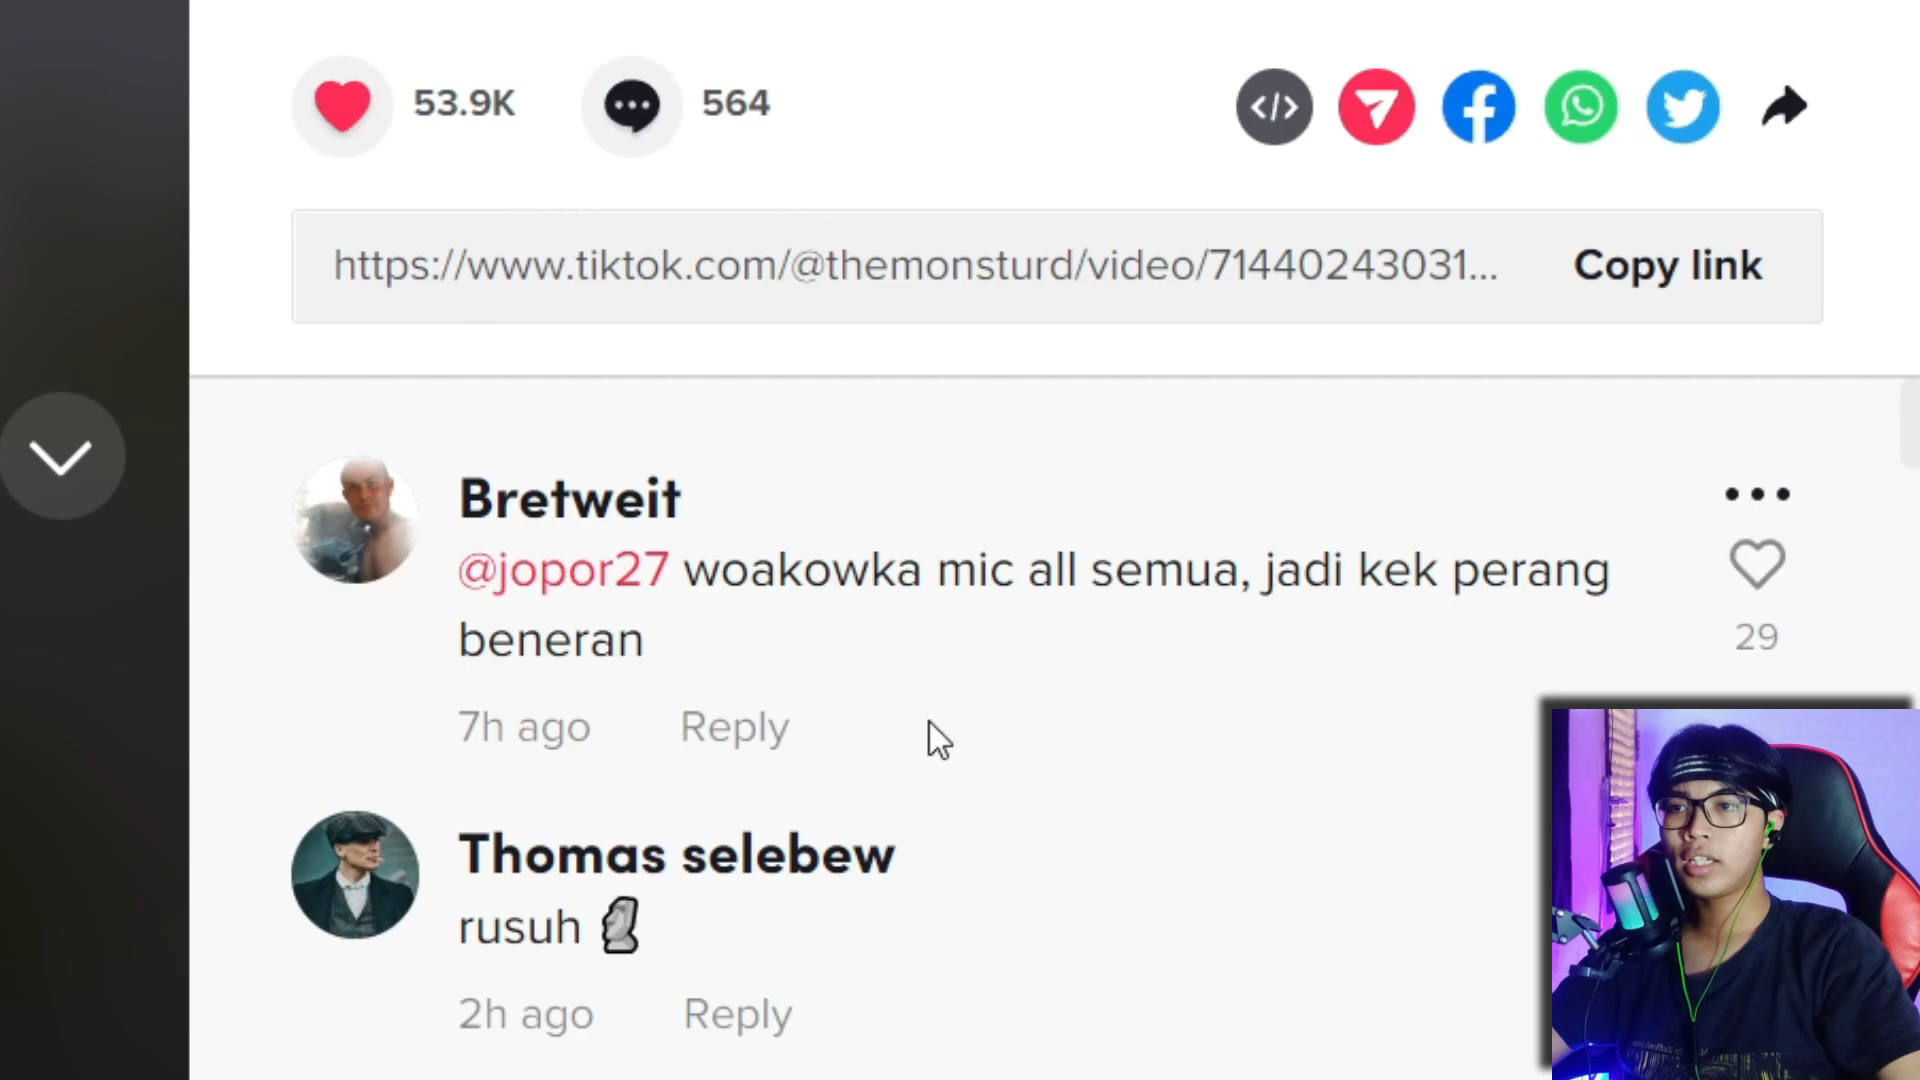 53.9K
564
https://www.tiktok.com/@themonsturd/video/71440243031...
Copy link
Bretweit
@jopor27 woakowka mic all semua, jadi kek perang
beneran
29
7h ago
Reply
Thomas selebew
rusuh 🗿
2h ago
Reply